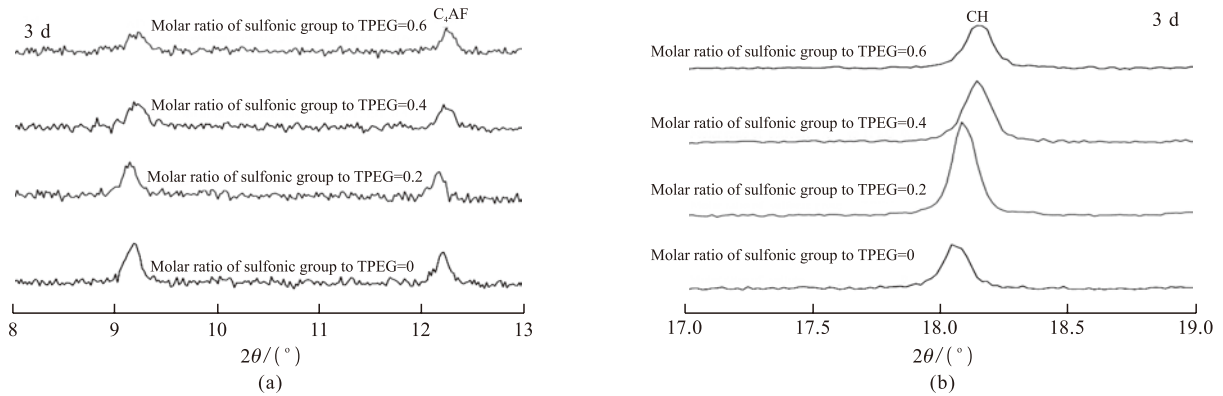 3 d
Molar ratio of sulfonic group to TPEG=0.6
C₄AF
Molar ratio of sulfonic group to TPEG=0.4
Molar ratio of sulfonic group to TPEG=0.2
Molar ratio of sulfonic group to TPEG=0
8 9 10 11 12 13
2θ/(°)
(a)
CH
3 d
Molar ratio of sulfonic group to TPEG=0.6
Molar ratio of sulfonic group to TPEG=0.4
Molar ratio of sulfonic group to TPEG=0.2
Molar ratio of sulfonic group to TPEG=0
17.0 17.5 18.0 18.5 19.0
2θ/(°)
(b)